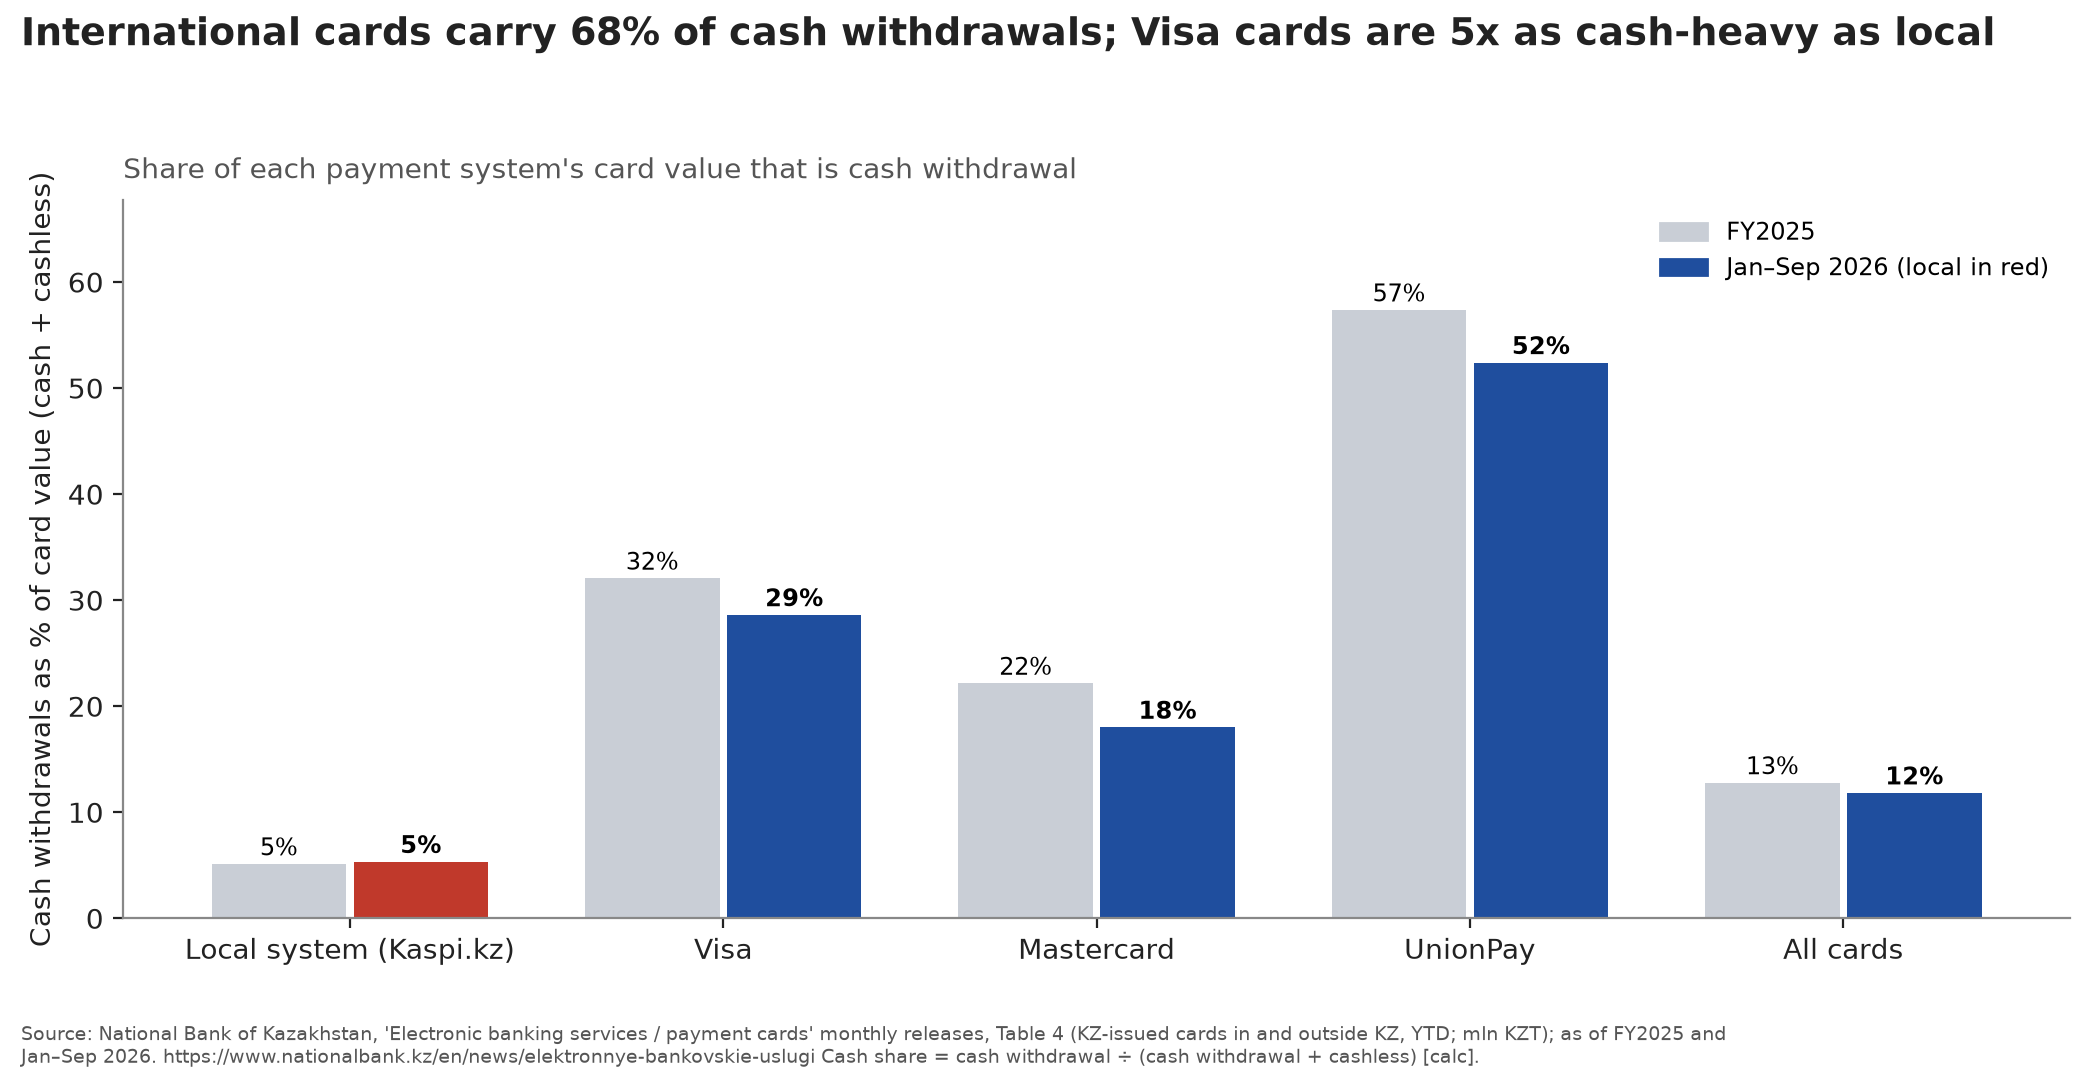 International cards carry 68% of cash withdrawals; Visa cards are 5x as cash-heavy as local
Share of each payment system's card value that is cash withdrawal
Cash withdrawals as % of card value (cash + cashless)
FY2025
Jan–Sep 2026 (local in red)
60
50
40
30
20
10
0
5%
5%
32%
29%
22%
18%
57%
52%
13%
12%
Local system (Kaspi.kz)
Visa
Mastercard
UnionPay
All cards
Source: National Bank of Kazakhstan, 'Electronic banking services / payment cards' monthly releases, Table 4 (KZ-issued cards in and outside KZ, YTD; mln KZT); as of FY2025 and
Jan–Sep 2026. https://www.nationalbank.kz/en/news/elektronnye-bankovskie-uslugi Cash share = cash withdrawal ÷ (cash withdrawal + cashless) [calc].